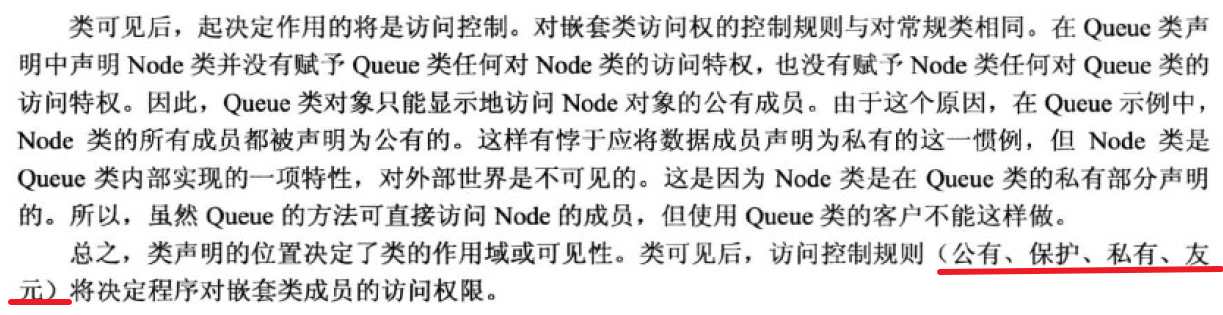 类可见后，起决定作用的将是访问控制。对嵌套类访问权的控制规则与对常规类相同。在 Queue 类声
明中声明 Node 类并没有赋予 Queue 类任何对 Node 类的访问特权，也没有赋予 Node 类任何对 Queue 类的
访问特权。因此，Queue 类对象只能显示地访问 Node 对象的公有成员。由于这个原因，在 Queue 示例中，
Node 类的所有成员都被声明为公有的。这样有悖于应将数据成员声明为私有的这一惯例，但 Node 类是
Queue 类内部实现的一项特性，对外部世界是不可见的。这是因为 Node 类是在 Queue 类的私有部分声明
的。所以，虽然 Queue 的方法可直接访问 Node 的成员，但使用 Queue 类的客户不能这样做。
总之，类声明的位置决定了类的作用域或可见性。类可见后，访问控制规则（公有、保护、私有、友
元）将决定程序对嵌套类成员的访问权限。